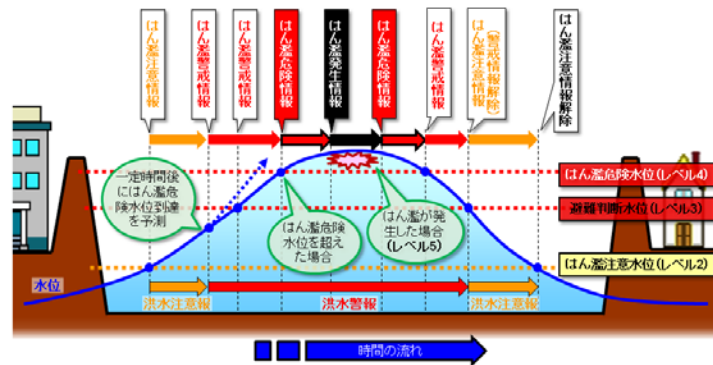 はん濫注意情報
はん濫警戒情報
はん濫警戒情報
はん濫危険情報
はん濫発生情報
はん濫危険情報
はん濫警戒情報
はん濫注意情報
(警戒情報解除)
はん濫注意情報解除
一定時間後
にはん濫危
険水位到達
を予測
はん濫危険
水位を超え
た場合
はん濫が
発生した場合
(レベル5)
はん濫危険水位(レベル4)
避難判断水位(レベル3)
はん濫注意水位(レベル2)
水位
洪水注意報
洪水警報
洪水注意報
時間の流れ